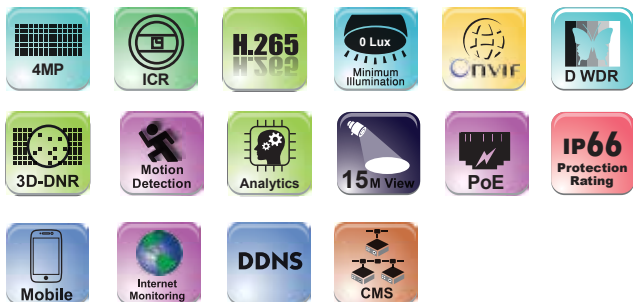 4MP
ICR
H.265
0 Lux
Minimum
Illumination
ONVIF
D WDR
3D-DNR
Motion
Detection
Analytics
15M View
PoE
IP66
Protection
Rating
Mobile
Internet
Monitoring
DDNS
CMS